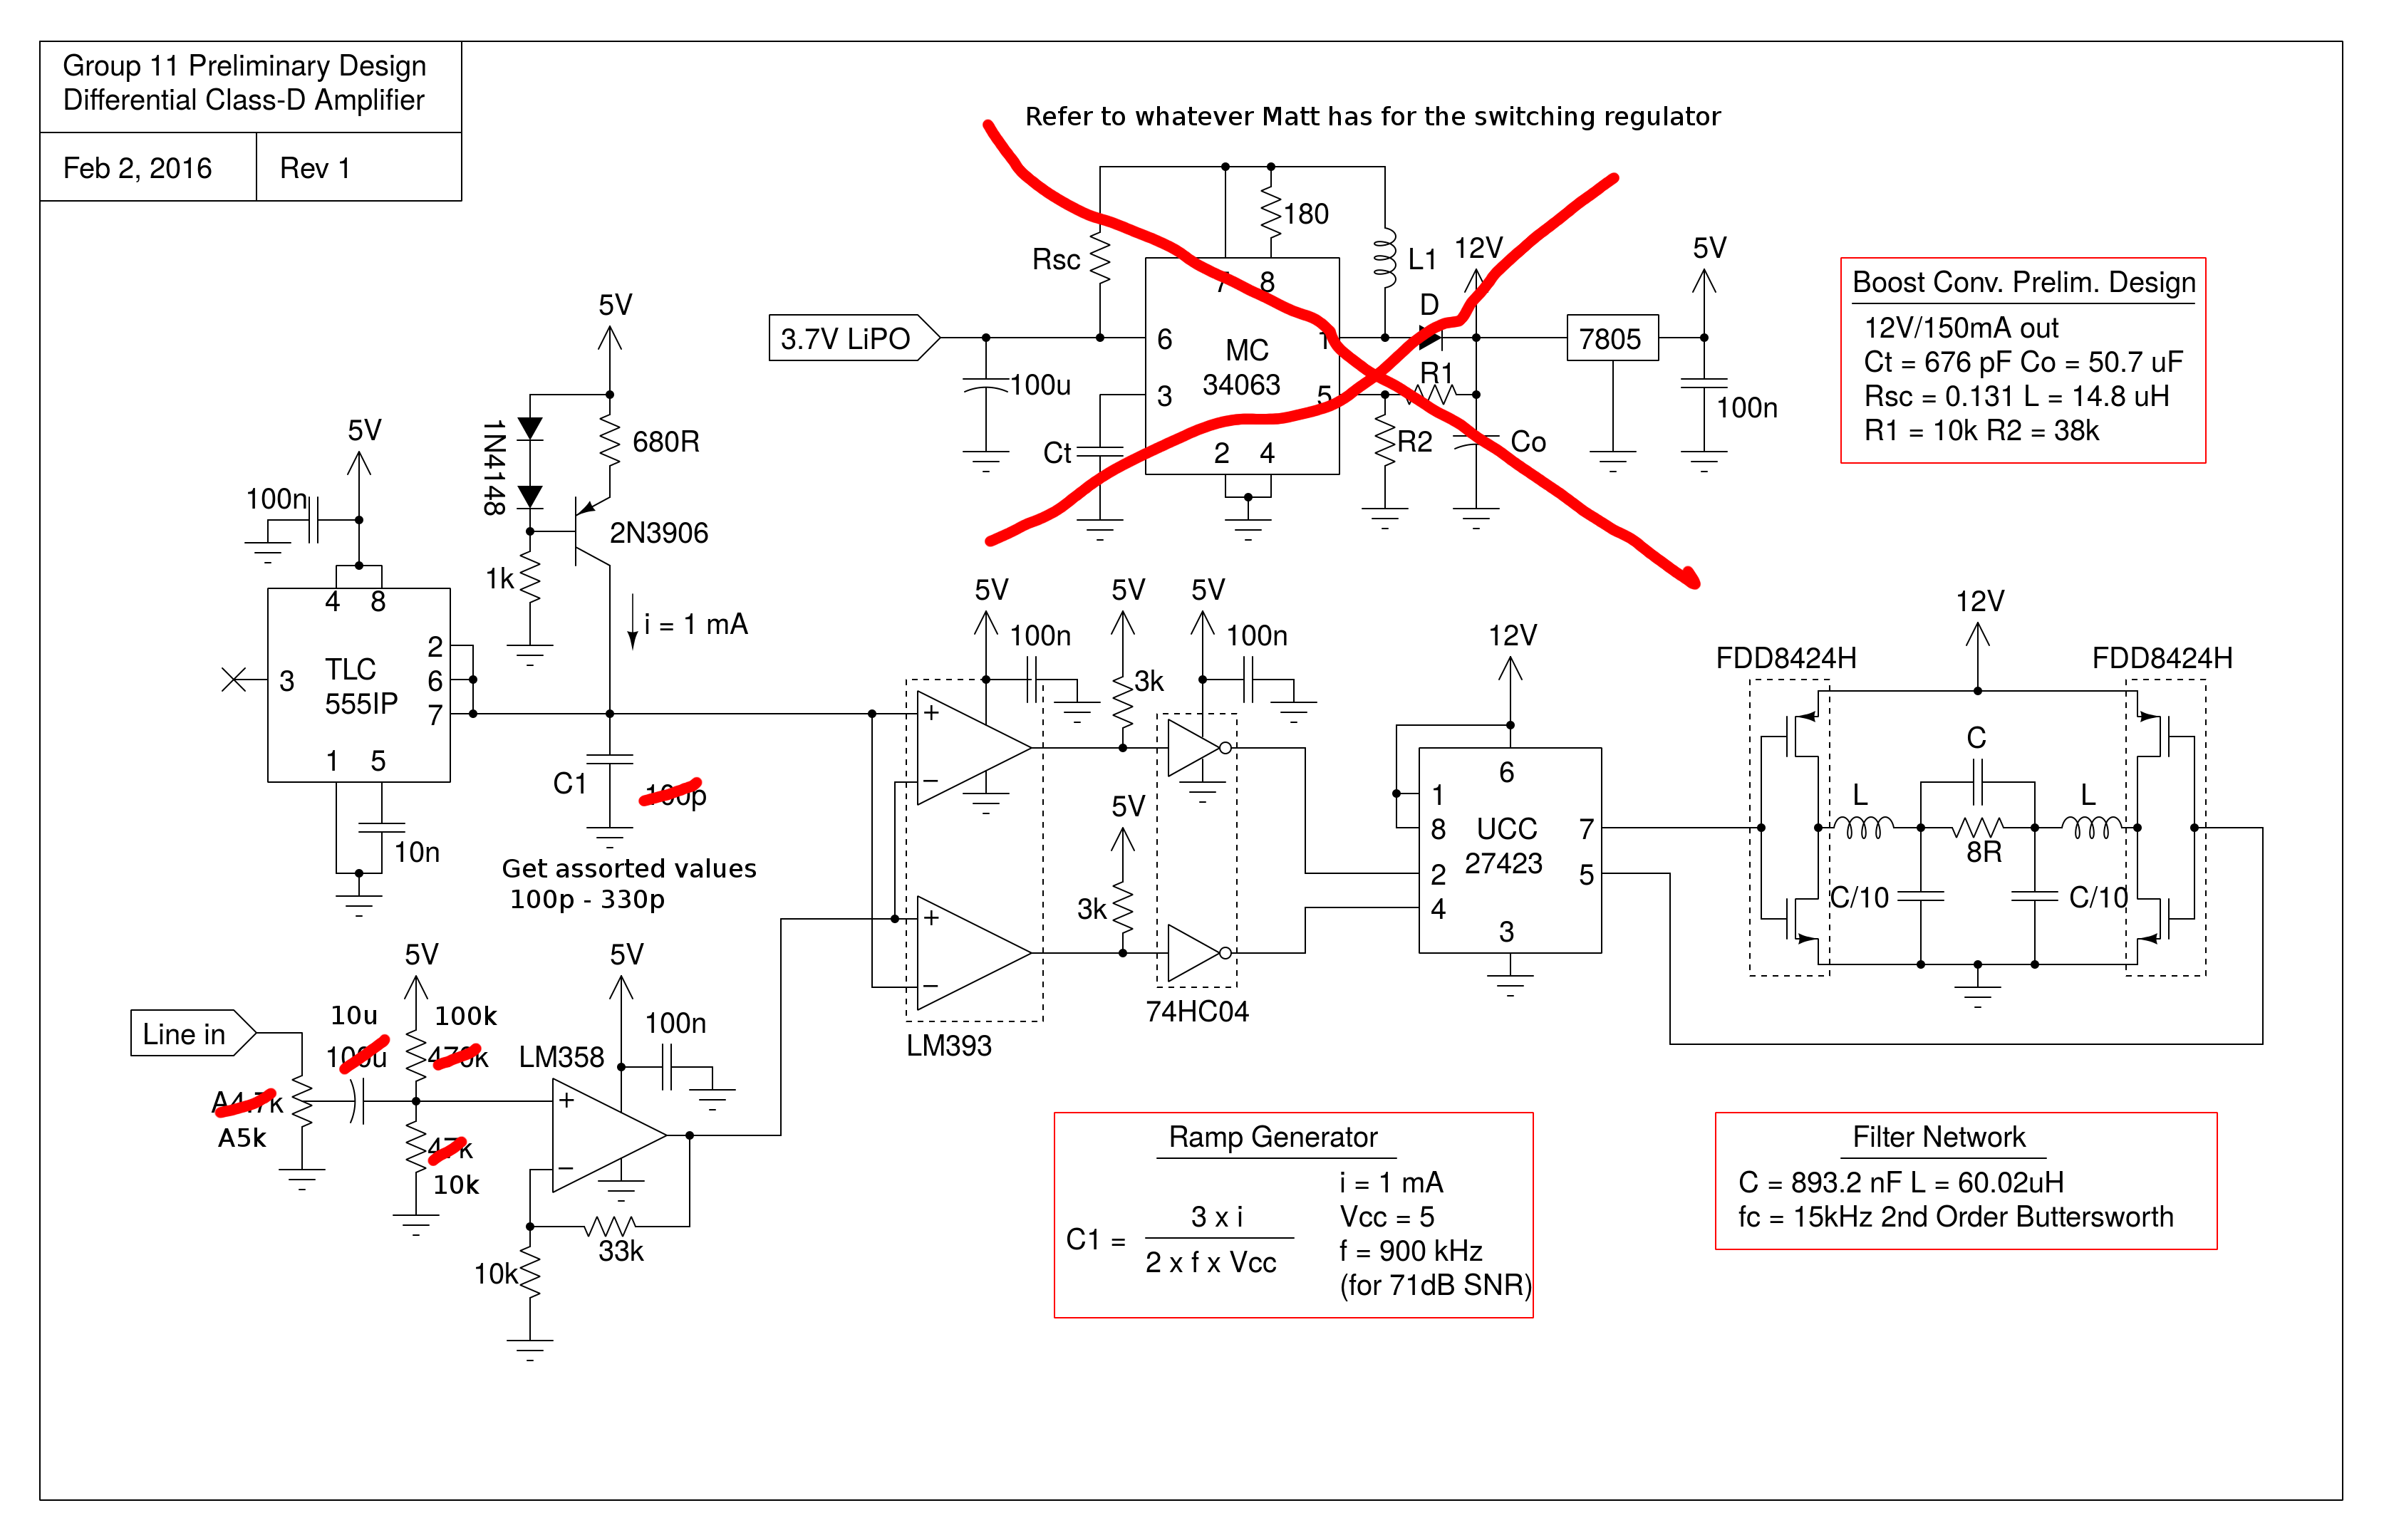 Group 11 Preliminary Design
Differential Class-D Amplifier
Feb 2, 2016
Rev 1
Refer to whatever Matt has for the switching regulator
180
Rsc
7
8
L1
12V
5V
D
3.7V LiPO
6
MC
34063
1
7805
100u
3
5
R1
100n
Ct
2
4
R2
Co
Boost Conv. Prelim. Design
12V/150mA out
Ct = 676 pF Co = 50.7 uF
Rsc = 0.131 L = 14.8 uH
R1 = 10k R2 = 38k
5V
1N4148
680R
2N3906
1k
i = 1 mA
5V
100n
4
8
2
TLC
555IP
3
6
7
1
5
10n
C1
100p
Get assorted values
100p - 330p
5V
100n
5V
3k
5V
100n
+
−
5V
3k
+
−
LM393
74HC04
12V
6
1
8
UCC
27423
7
2
5
4
3
12V
FDD8424H
FDD8424H
C
L
L
8R
C/10
C/10
Line in
10u
100u
5V
100k
470k
A4.7k
A5k
47k
10k
LM358
5V
100n
+
−
33k
10k
Ramp Generator
C1 =
3 x i
2 x f x Vcc
i = 1 mA
Vcc = 5
f = 900 kHz
(for 71dB SNR)
Filter Network
C = 893.2 nF L = 60.02uH
fc = 15kHz 2nd Order Buttersworth